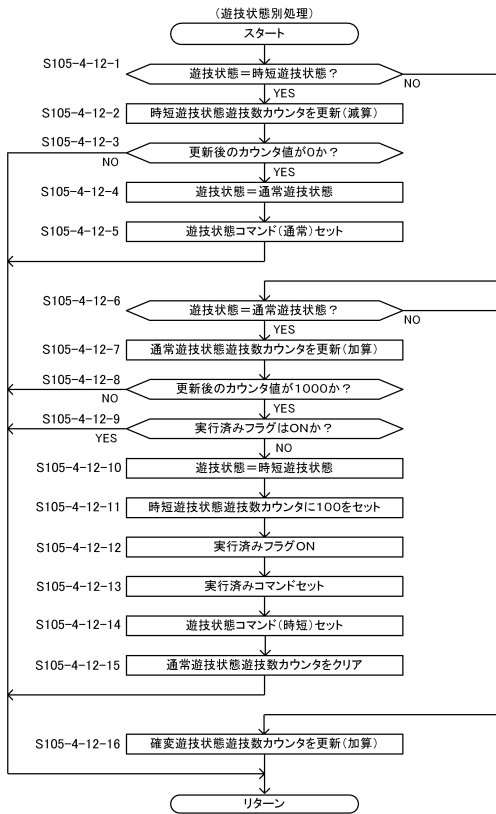 (遊技状態別処理)
スタート
S105-4-12-1
遊技状態=時短遊技状態?
NO
YES
S105-4-12-2
時短遊技状態遊技数カウンタを更新(減算)
S105-4-12-3
更新後のカウンタ値が0か?
NO
YES
S105-4-12-4
遊技状態=通常遊技状態
S105-4-12-5
遊技状態コマンド(通常)セット
S105-4-12-6
遊技状態=通常遊技状態?
NO
YES
S105-4-12-7
通常遊技状態遊技数カウンタを更新(加算)
S105-4-12-8
更新後のカウンタ値が1000か?
NO
YES
S105-4-12-9
実行済みフラグはONか?
YES
NO
S105-4-12-10
遊技状態=時短遊技状態
S105-4-12-11
時短遊技状態遊技数カウンタに100をセット
S105-4-12-12
実行済みフラグON
S105-4-12-13
実行済みコマンドセット
S105-4-12-14
遊技状態コマンド(時短)セット
S105-4-12-15
通常遊技状態遊技数カウンタをクリア
S105-4-12-16
確変遊技状態遊技数カウンタを更新(加算)
リターン